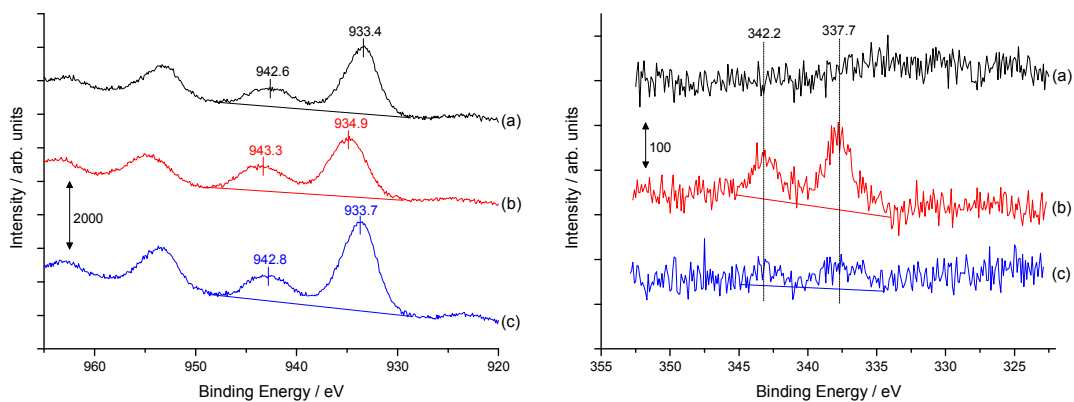 933.4
942.6
(a)
934.9
943.3
(b)
2000
933.7
942.8
(c)
Intensity / arb. units
960
950
940
930
920
Binding Energy / eV
342.2
337.7
(a)
100
(b)
(c)
Intensity / arb. units
355
350
345
340
335
330
325
Binding Energy / eV